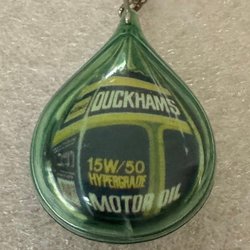 DUCKHAMS
15W/50
HYPERGRADE
MOTOR OIL